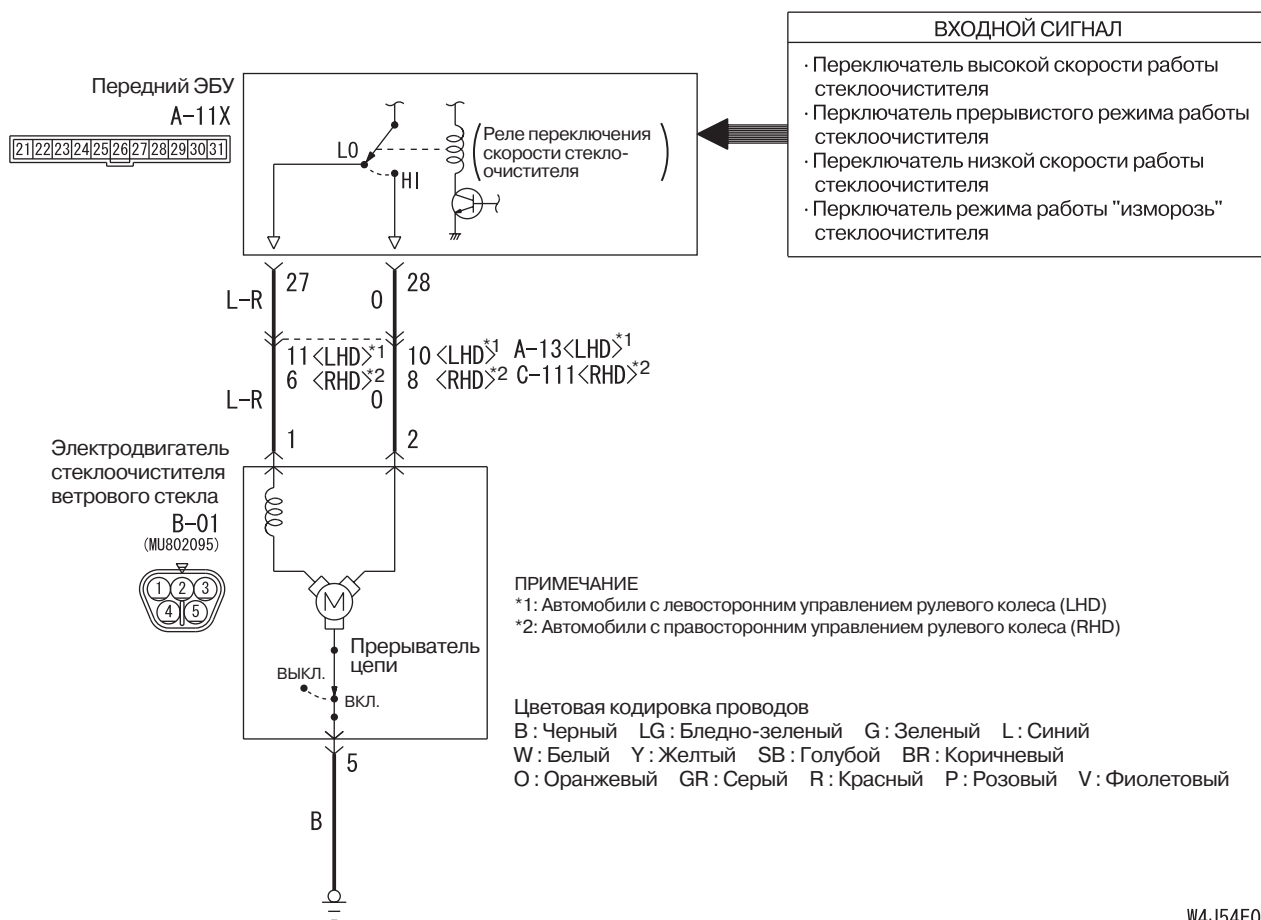 ВХОДНОЙ СИГНАЛ
· Переключатель высокой скорости работы
стеклоочистителя
· Перключатель прерывистого режима работы
стеклоочистителя
· Переключатель низкой скорости работы
стеклоочистителя
· Перключатель режима работы "изморозь"
стеклоочистителя
Передний ЭБУ
A-11X
21 22 23 24 25 26 27 28 29 30 31
LO
HI
(Реле переключения
скорости стекло-
очистителя)
27
28
L-R
O
11 <LHD>*1
10 <LHD>*1
A-13<LHD>*1
6 <RHD>*2
8 <RHD>*2
C-111<RHD>*2
L-R
O
1
2
Электродвигатель
стеклоочистителя
ветрового стекла
B-01
(MU802095)
1 2 3
4 5
M
Прерыватель
цепи
ВЫКЛ.
ВКЛ.
5
B
ПРИМЕЧАНИЕ
*1: Автомобили с левосторонним управлением рулевого колеса (LHD)
*2: Автомобили с правосторонним управлением рулевого колеса (RHD)
Цветовая кодировка проводов
B : Черный LG : Бледно-зеленый G : Зеленый L : Синий
W : Белый Y : Желтый SB : Голубой BR : Коричневый
O : Оранжевый GR : Серый R : Красный P : Розовый V : Фиолетовый